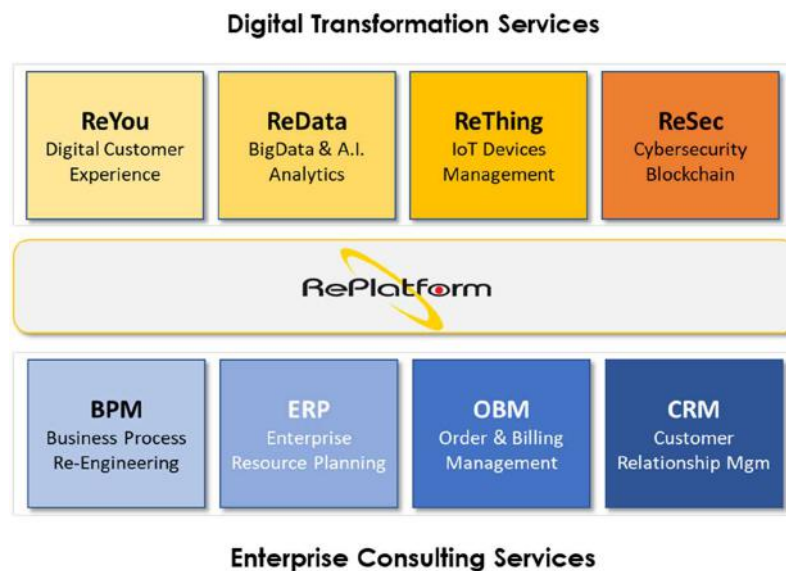 Digital Transformation Services
ReYou
Digital Customer
Experience
ReData
BigData & A.I.
Analytics
ReThing
IoT Devices
Management
ReSec
Cybersecurity
Blockchain
RePlatform
BPM
Business Process
Re-Engineering
ERP
Enterprise
Resource Planning
OBM
Order & Billing
Management
CRM
Customer
Relationship Mgm
Enterprise Consulting Services